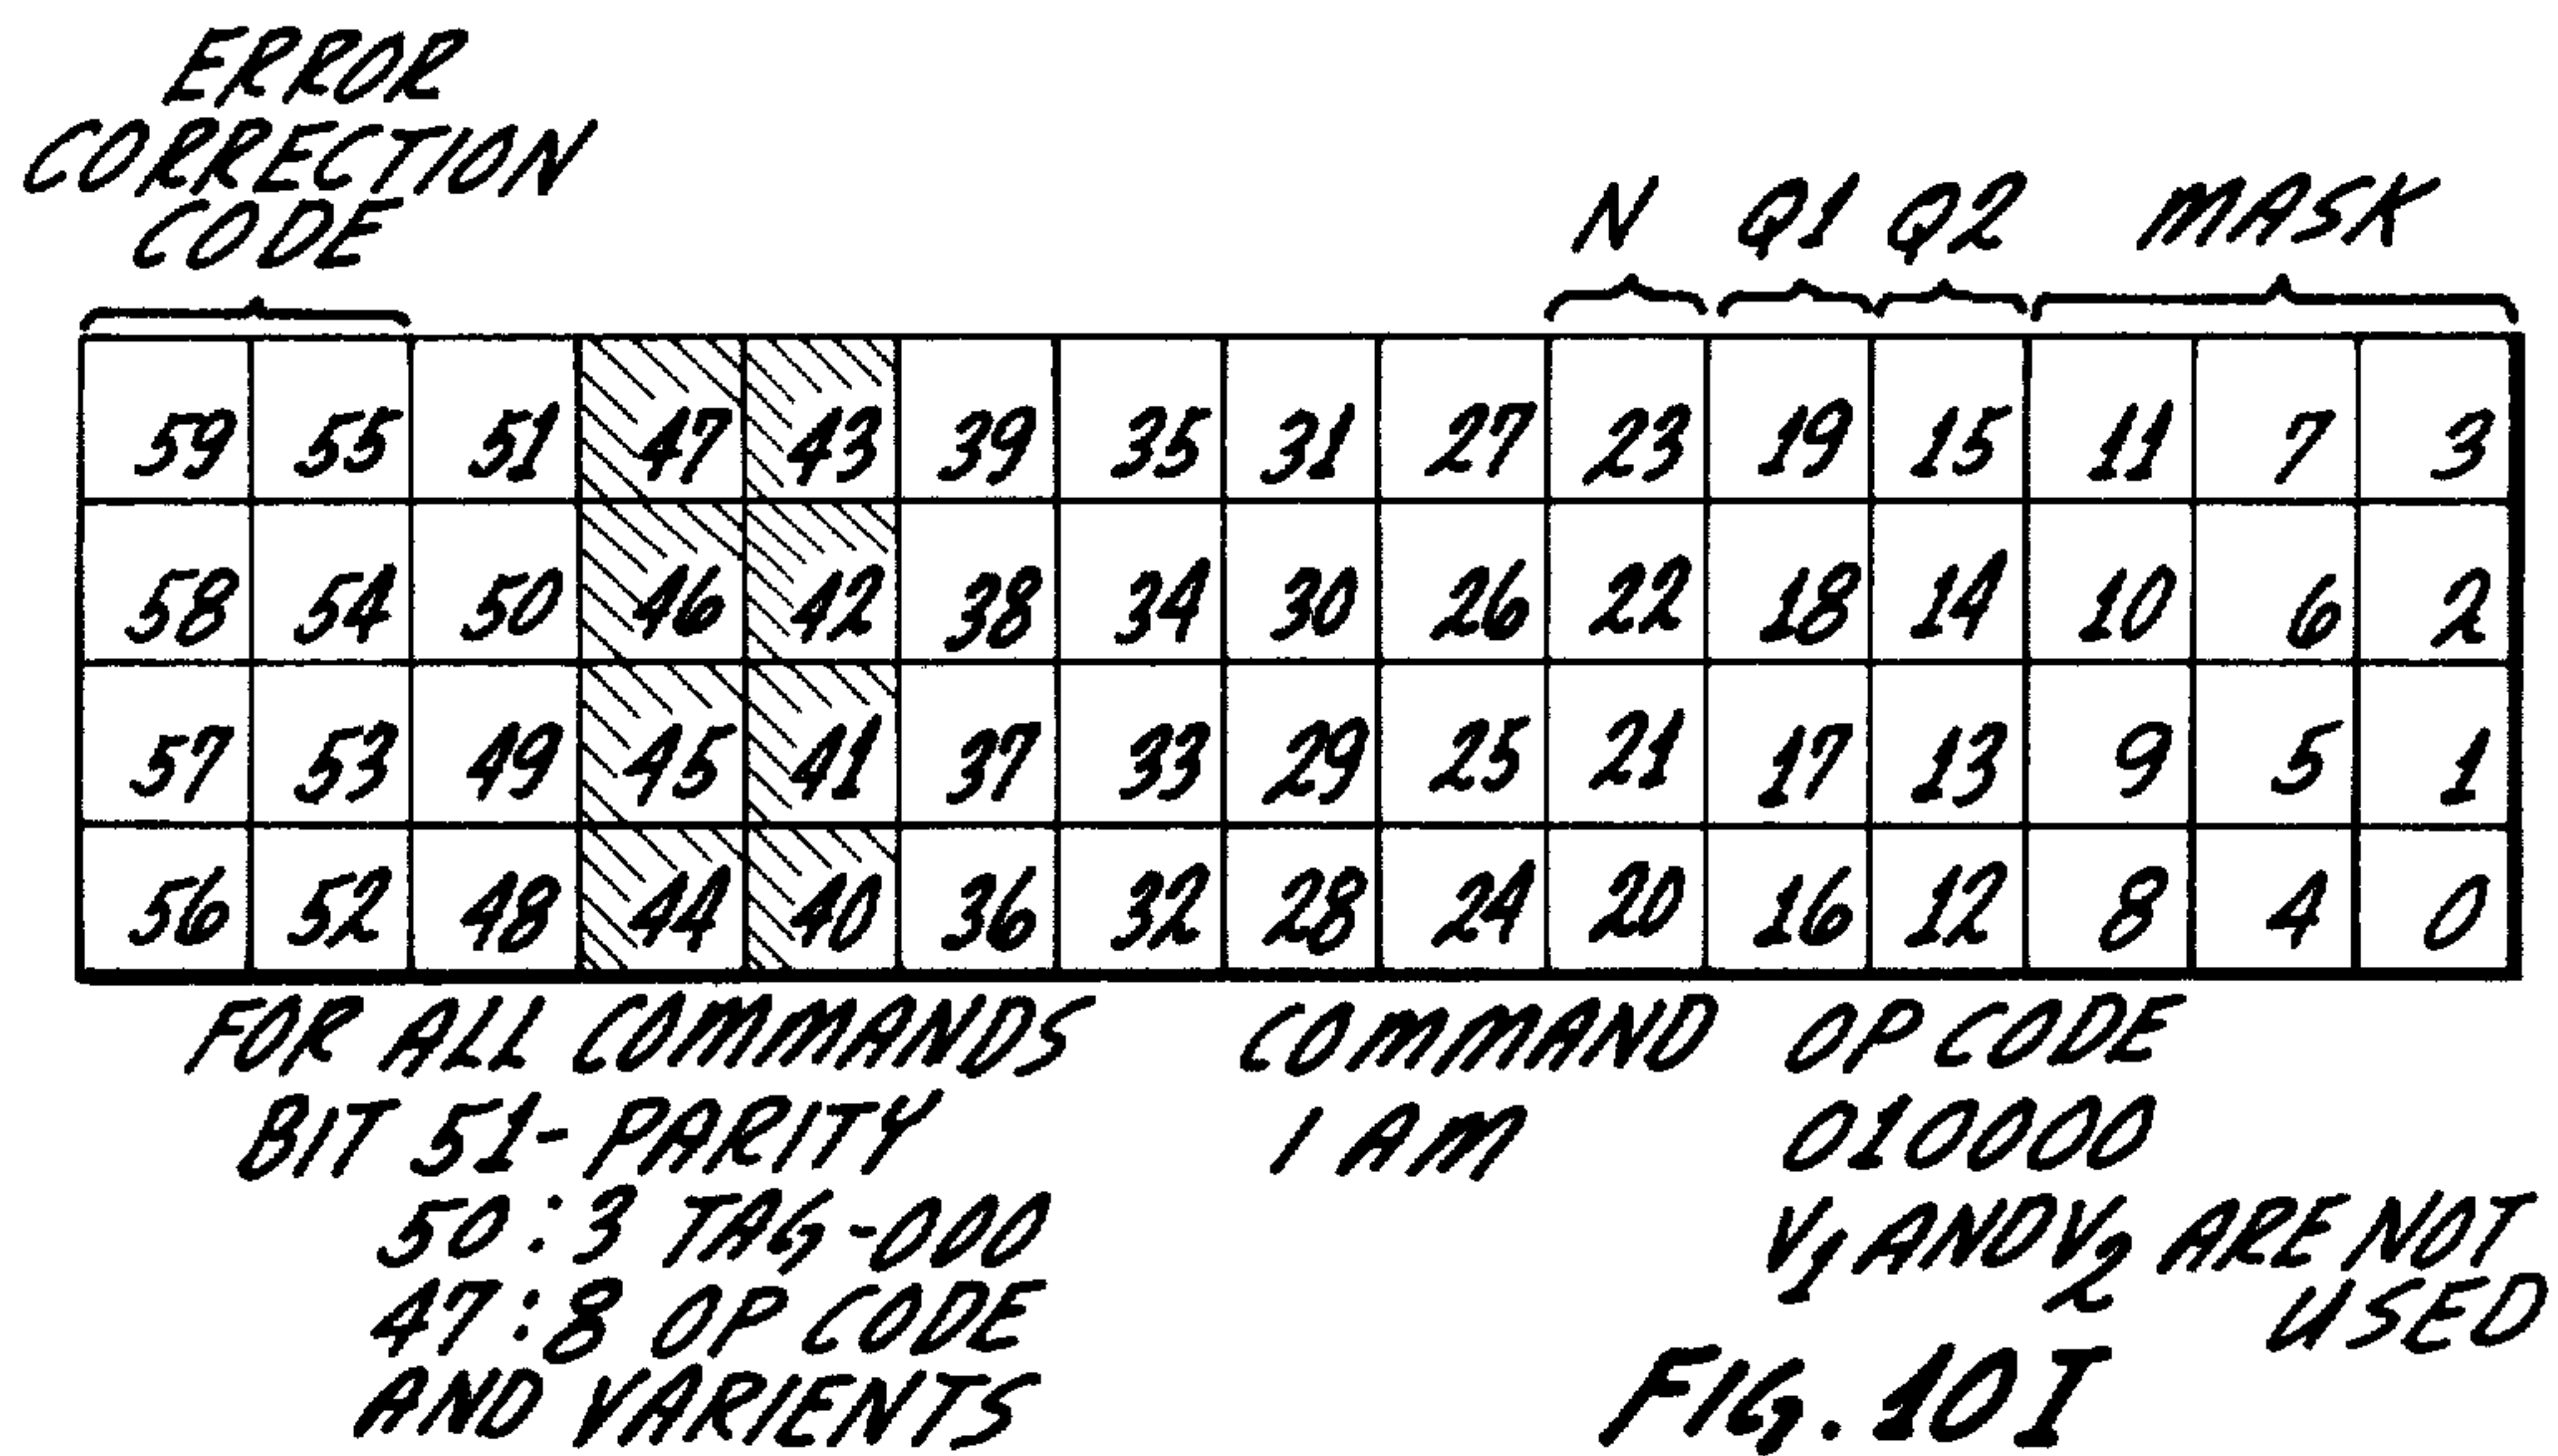 ERROR
CORRECTION
CODE
N Q1 Q2 MASK
59 55 51 47 43 39 35 31 27 23 19 15 11 7 3
58 54 50 46 42 38 34 30 26 22 18 14 10 6 2
57 53 49 45 41 37 33 29 25 21 17 13 9 5 1
56 52 48 44 40 36 32 28 24 20 16 12 8 4 0
FOR ALL COMMANDS
BIT 51-PARITY
50:3 TAG-000
47:8 OP CODE
AND VARIENTS
COMMAND
I AM
OP CODE
010000
V1 AND V2 ARE NOT
USED
FIG. 10I